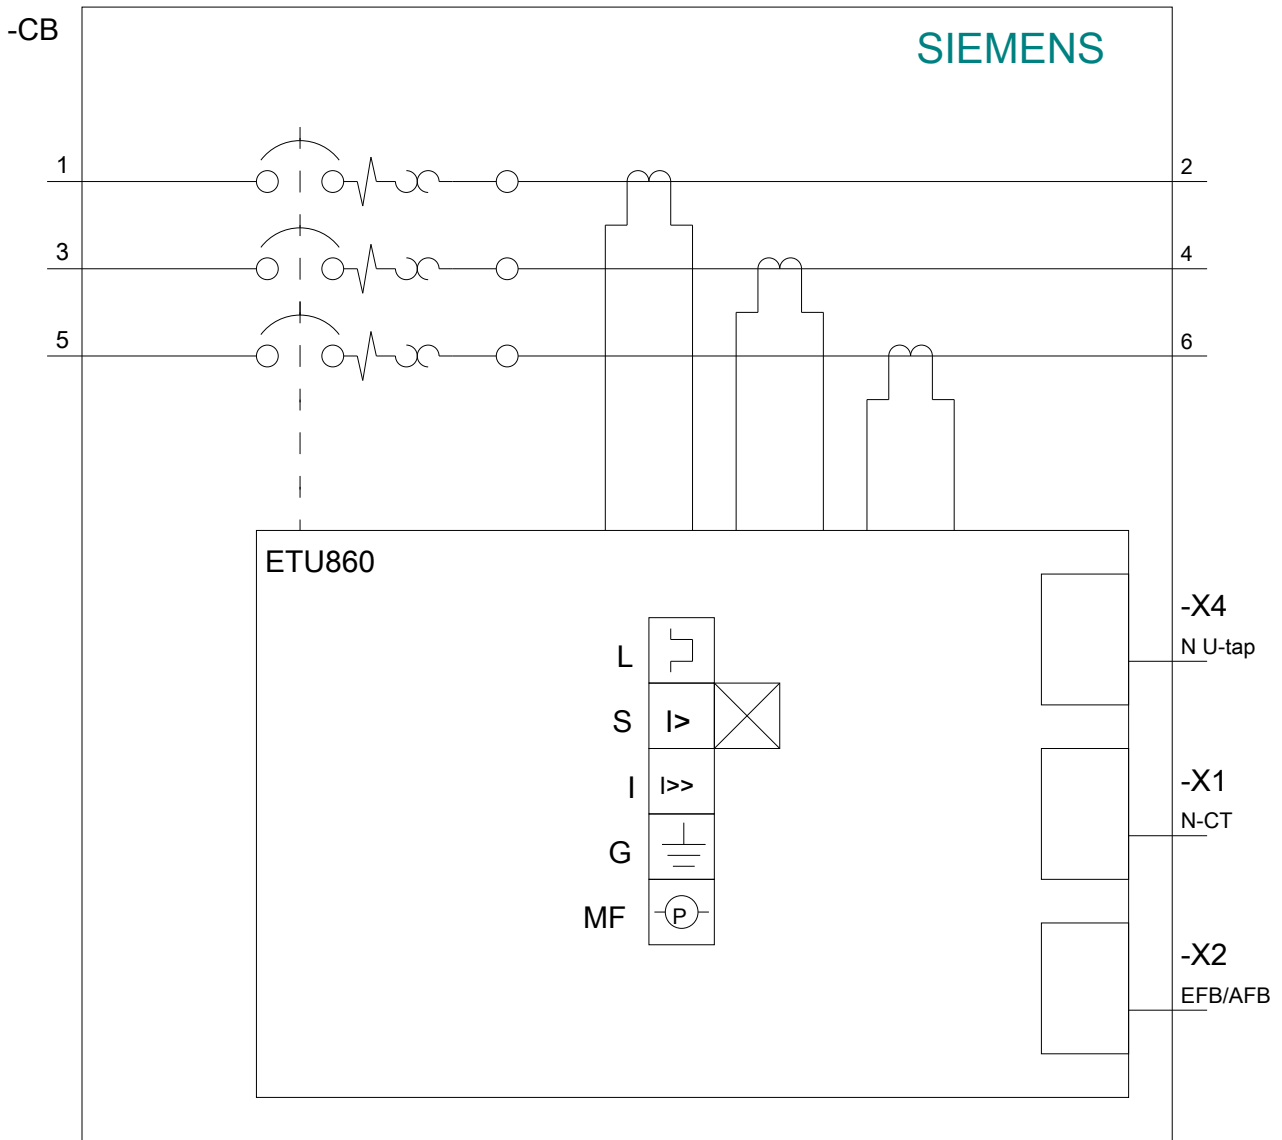 -CB
SIEMENS
1
2
3
4
5
6
ETU860
L
S
I>
I
I>>
G
MF
P
-X4
N U-tap
-X1
N-CT
-X2
EFB/AFB